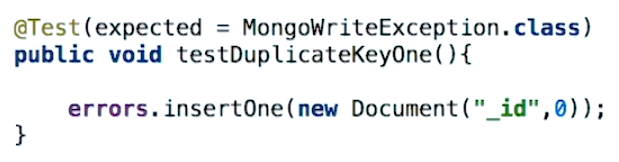 @Test(expected = MongoWriteException.class)
public void testDuplicateKeyOne(){
errors.insertOne(new Document("_id",0));
}